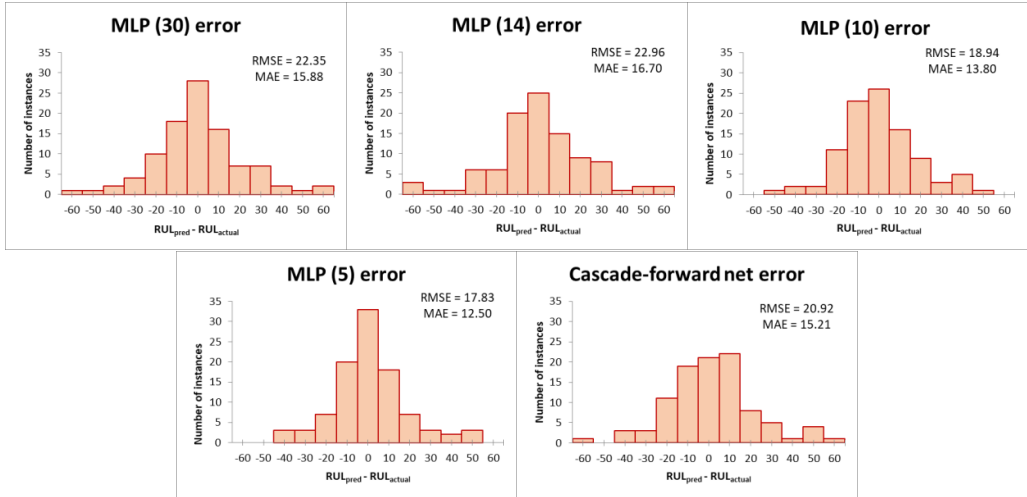 MLP (30) error
RMSE = 22.35
MAE = 15.88
Number of instances
35
30
25
20
15
10
5
0
-60 -50 -40 -30 -20 -10 0 10 20 30 40 50 60
RULpred - RULactual
MLP (14) error
RMSE = 22.96
MAE = 16.70
Number of instances
35
30
25
20
15
10
5
0
-60 -50 -40 -30 -20 -10 0 10 20 30 40 50 60
RULpred - RULactual
MLP (10) error
RMSE = 18.94
MAE = 13.80
Number of instances
35
30
25
20
15
10
5
0
-60 -50 -40 -30 -20 -10 0 10 20 30 40 50 60
RULpred - RULactual
MLP (5) error
RMSE = 17.83
MAE = 12.50
Number of instances
35
30
25
20
15
10
5
0
-60 -50 -40 -30 -20 -10 0 10 20 30 40 50 60
RULpred - RULactual
Cascade-forward net error
RMSE = 20.92
MAE = 15.21
Number of instances
35
30
25
20
15
10
5
0
-60 -50 -40 -30 -20 -10 0 10 20 30 40 50 60
RULpred - RULactual